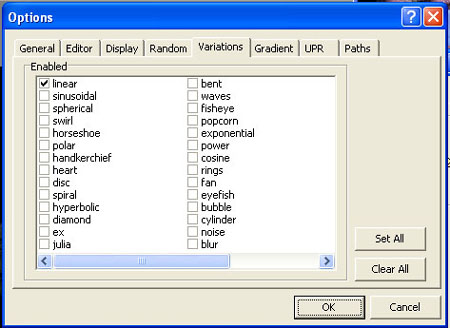 Options
General Editor Display Random Variations Gradient UPR Paths
Enabled
linear
sinusoidal
spherical
swirl
horseshoe
polar
handkerchief
heart
disc
spiral
hyperbolic
diamond
ex
julia
bent
waves
fisheye
popcorn
exponential
power
cosine
rings
fan
eyefish
bubble
cylinder
noise
blur
Set All
Clear All
OK Cancel